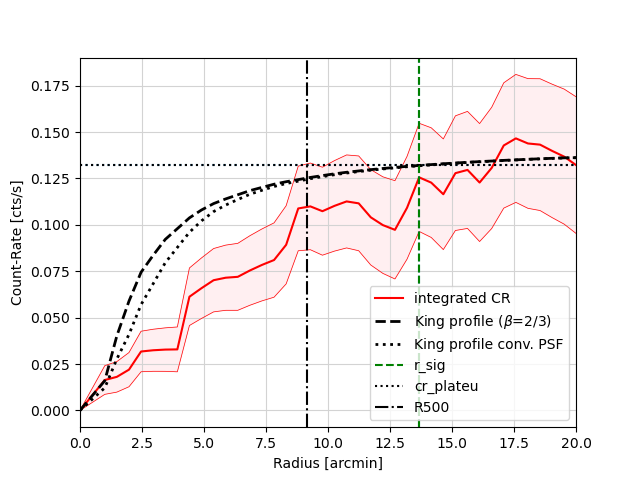 0.175
0.150
0.125
0.100
0.075
0.050
0.025
0.000
Count-Rate [cts/s]
integrated CR
King profile (β=2/3)
King profile conv. PSF
r_sig
cr_plateu
R500
0.0 2.5 5.0 7.5 10.0 12.5 15.0 17.5 20.0
Radius [arcmin]